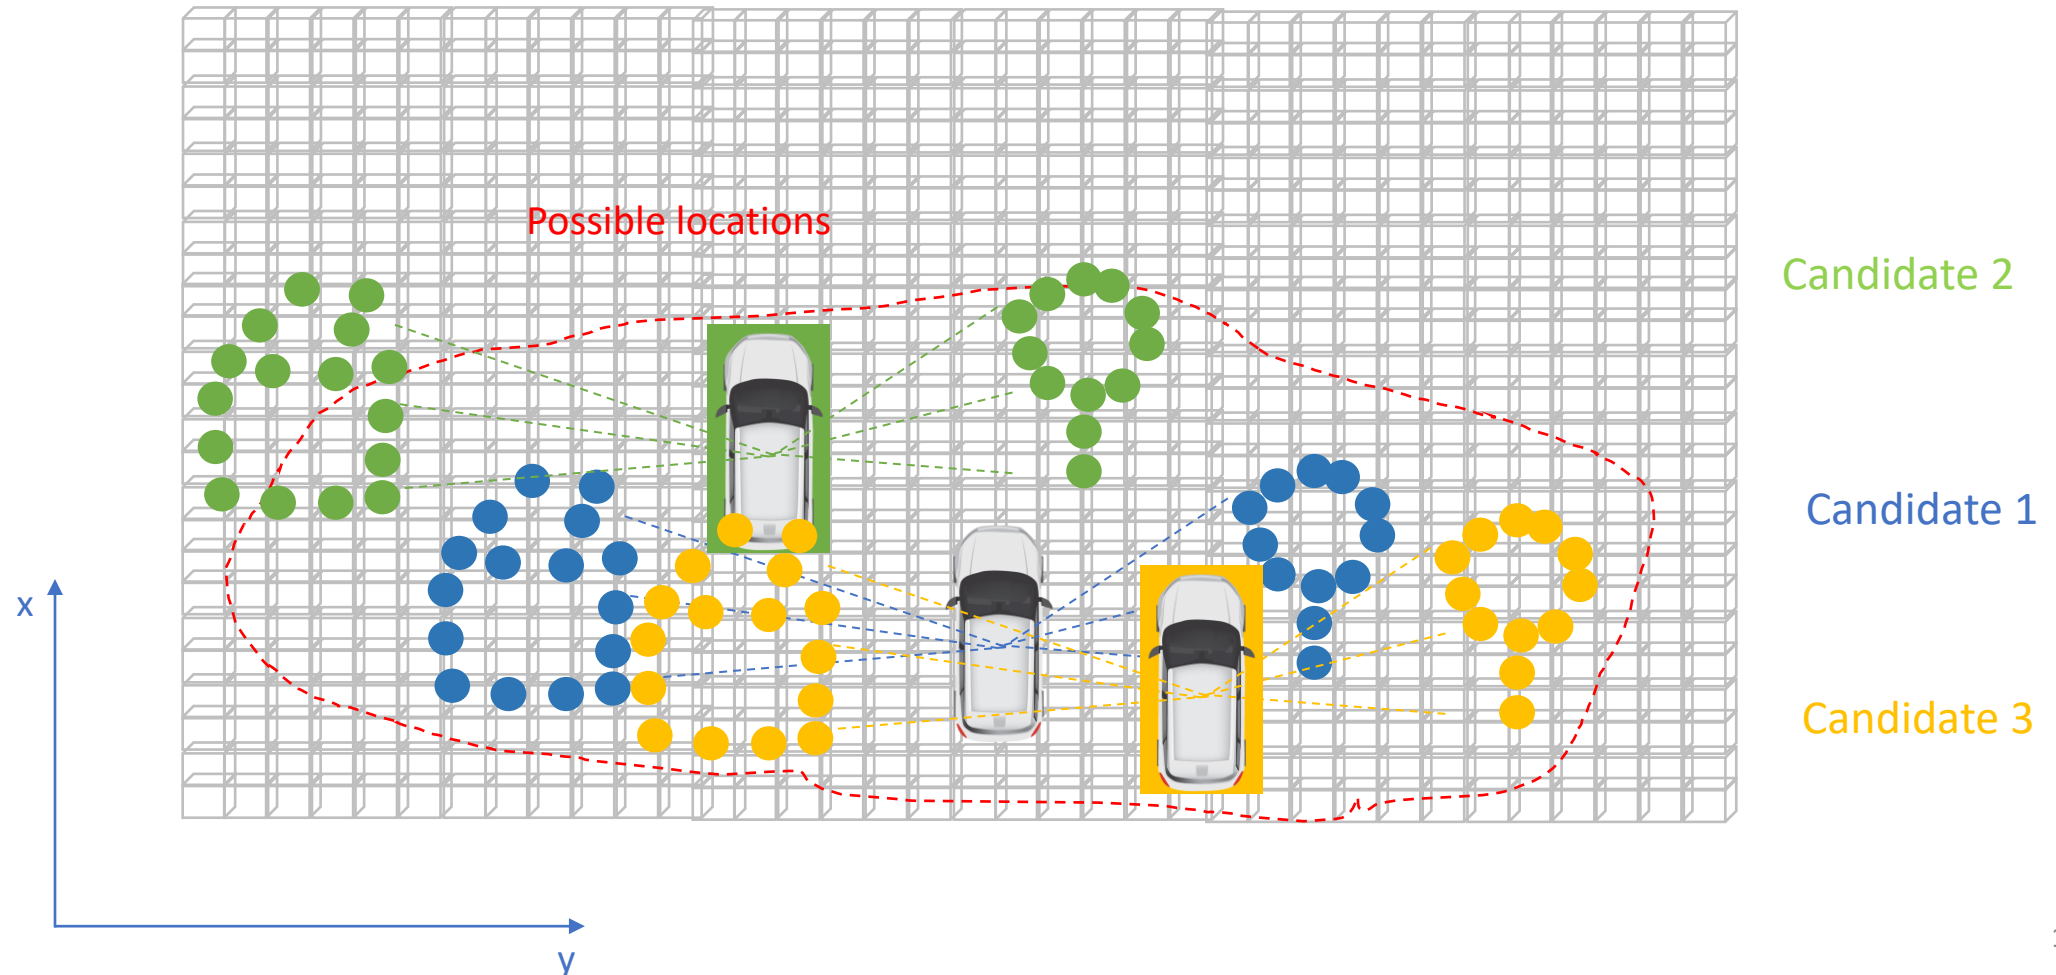 Possible locations
Candidate 2
Candidate 1
Candidate 3
x
y